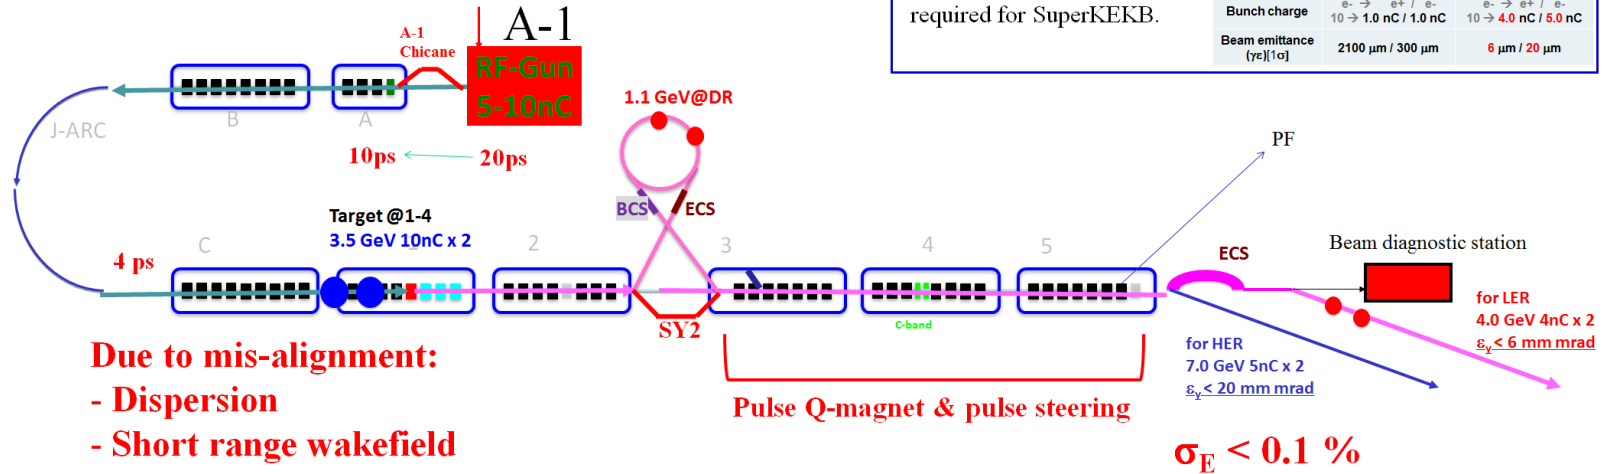 required for SuperKEKB.
e- → e+ / e-
e- → e+ / e-
Bunch charge
10 → 1.0 nC / 1.0 nC
10 → 4.0 nC / 5.0 nC
Beam emittance (γε)[1σ]
2100 μm / 300 μm
6 μm / 20 μm
A-1
A-1
Chicane
RF-Gun
5-10nC
J-ARC
B
A
10ps
20ps
1.1 GeV@DR
PF
BCS
ECS
Target @1-4
3.5 GeV 10nC x 2
4 ps
C
2
3
4
5
ECS
Beam diagnostic station
C-band
SY2
for LER
4.0 GeV 4nC x 2
εy< 6 mm mrad
for HER
7.0 GeV 5nC x 2
εy< 20 mm mrad
Due to mis-alignment:
- Dispersion
- Short range wakefield
Pulse Q-magnet & pulse steering
σE < 0.1 %